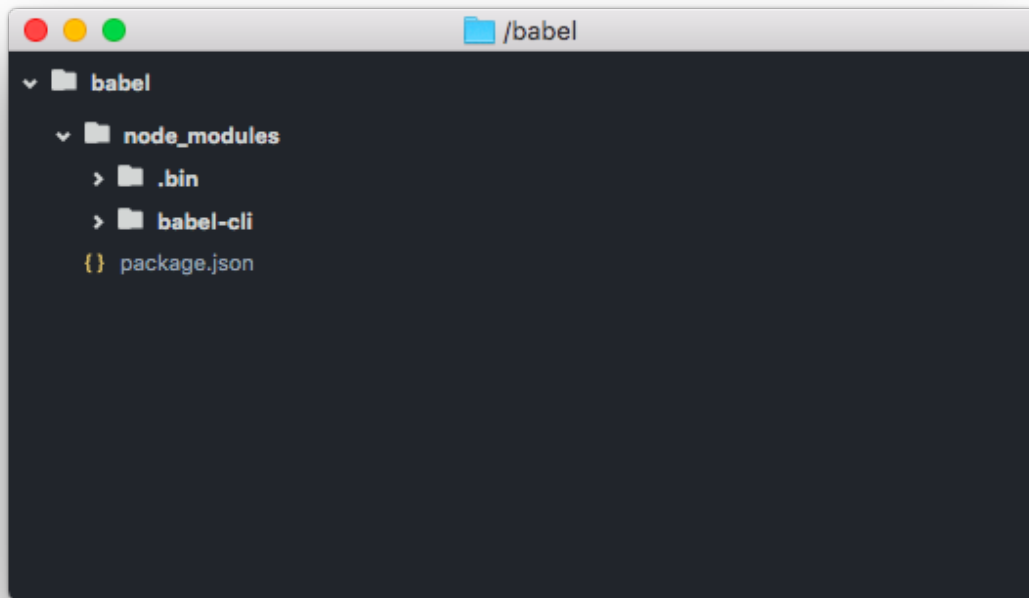 /babel
babel
node_modules
.bin
babel-cli
{} package.json